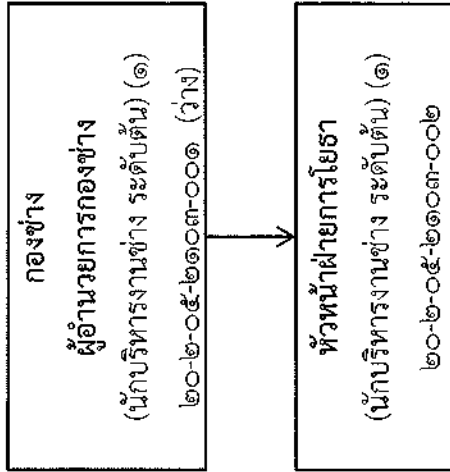 กองช่าง
ผู้อำนวยการกองช่าง
(นักบริหารงานช่าง ระดับต้น) (๑)
๒๐-๒-๐๕-๒๑๐๓-๐๐๑ (ว่าง)
หัวหน้าฝ่ายการโยธา
(นักบริหารงานช่าง ระดับต้น) (๑)
๒๐-๒-๐๕-๒๑๐๓-๐๐๒